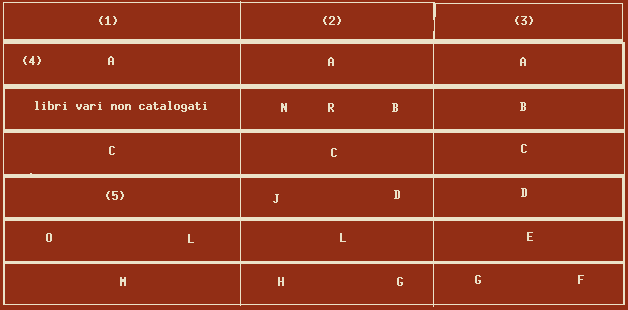 (1) (2) (3)
(4) A A A
libri vari non catalogati N R B B
C C C
(5) J D D
O L L E
M H G G F